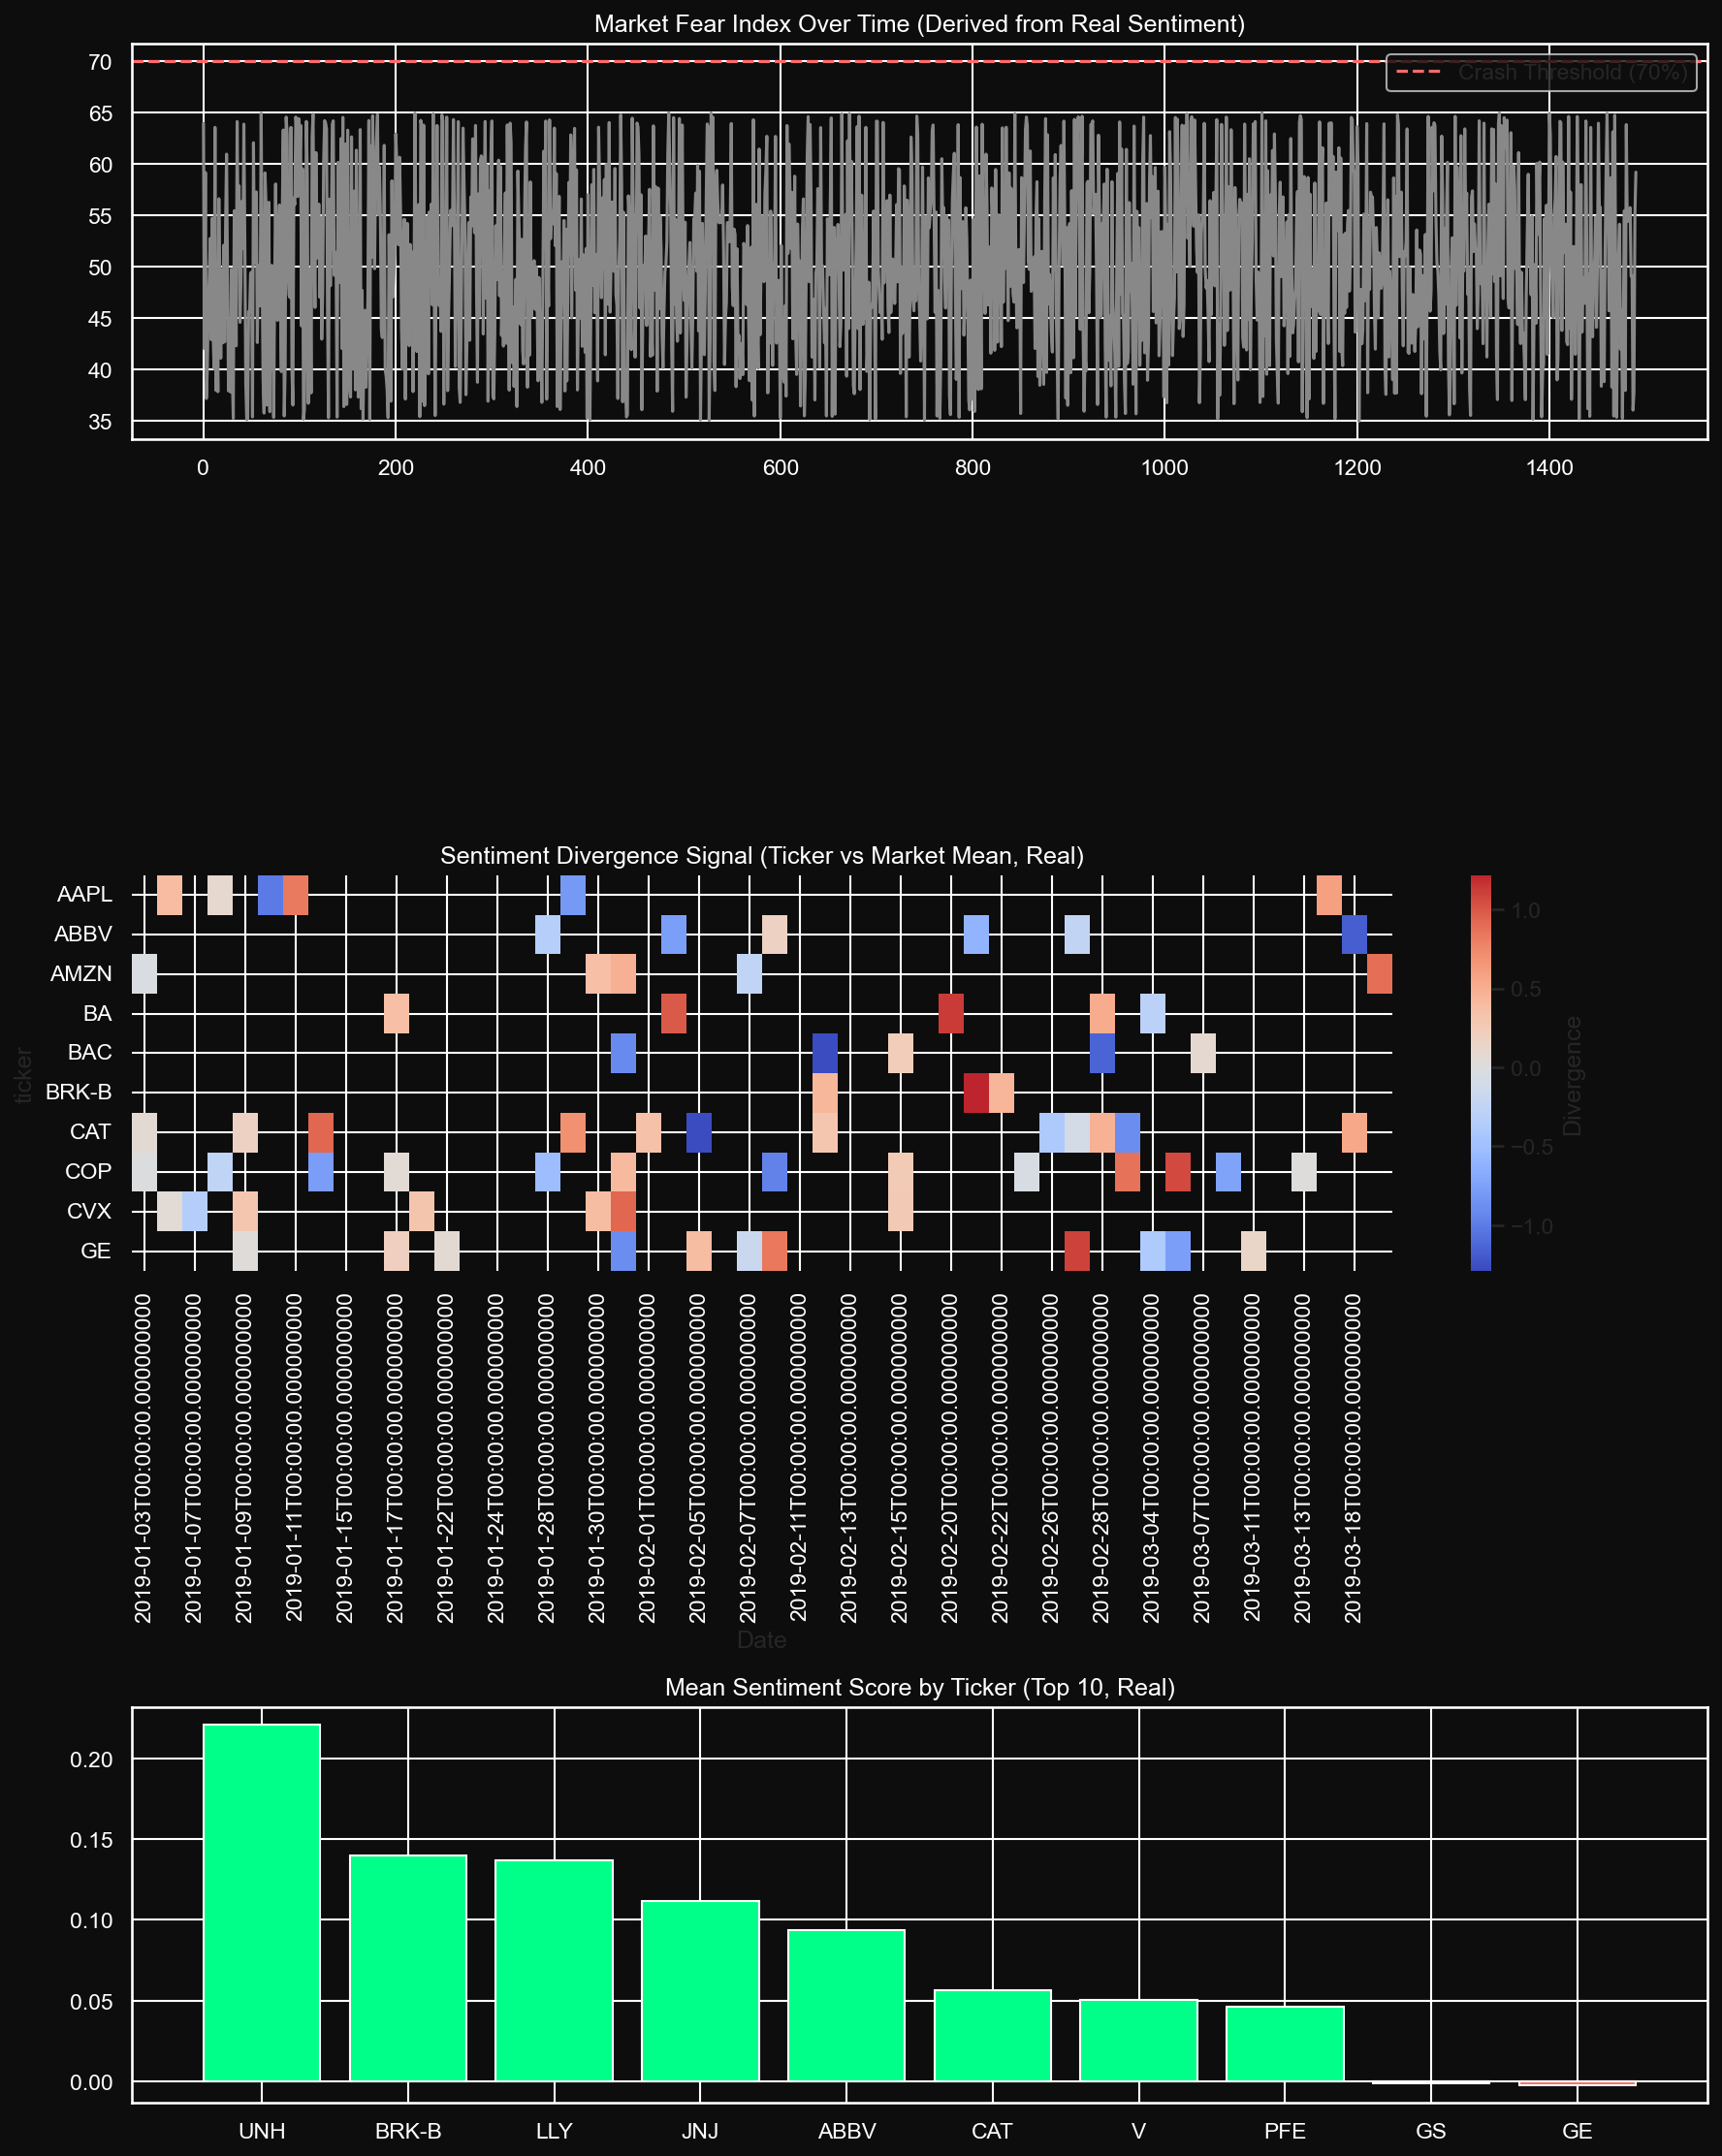 Market Fear Index Over Time (Derived from Real Sentiment)
70
65
60
55
50
45
40
35
Crash Threshold (70%)
0 200 400 600 800 1000 1200 1400
Sentiment Divergence Signal (Ticker vs Market Mean, Real)
ticker
AAPL
ABBV
AMZN
BA
BAC
BRK-B
CAT
COP
CVX
GE
1.0
0.5
0.0
−0.5
−1.0
Divergence
2019-01-03T00:00:00.000000000
2019-01-07T00:00:00.000000000
2019-01-09T00:00:00.000000000
2019-01-11T00:00:00.000000000
2019-01-15T00:00:00.000000000
2019-01-17T00:00:00.000000000
2019-01-22T00:00:00.000000000
2019-01-24T00:00:00.000000000
2019-01-28T00:00:00.000000000
2019-01-30T00:00:00.000000000
2019-02-01T00:00:00.000000000
2019-02-05T00:00:00.000000000
2019-02-07T00:00:00.000000000
2019-02-11T00:00:00.000000000
2019-02-13T00:00:00.000000000
2019-02-15T00:00:00.000000000
2019-02-20T00:00:00.000000000
2019-02-22T00:00:00.000000000
2019-02-26T00:00:00.000000000
2019-02-28T00:00:00.000000000
2019-03-04T00:00:00.000000000
2019-03-07T00:00:00.000000000
2019-03-11T00:00:00.000000000
2019-03-13T00:00:00.000000000
2019-03-18T00:00:00.000000000
Date
Mean Sentiment Score by Ticker (Top 10, Real)
0.20
0.15
0.10
0.05
0.00
UNH BRK-B LLY JNJ ABBV CAT V PFE GS GE